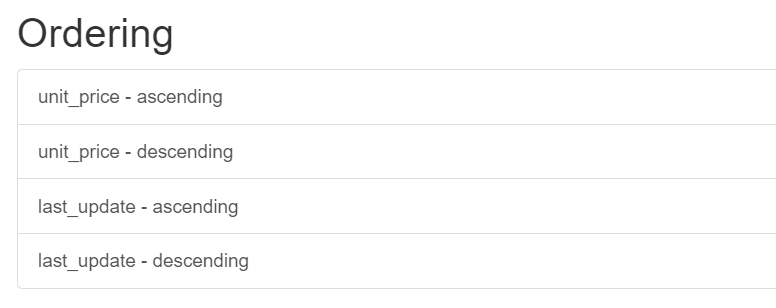 Ordering
unit_price - ascending
unit_price - descending
last_update - ascending
last_update - descending